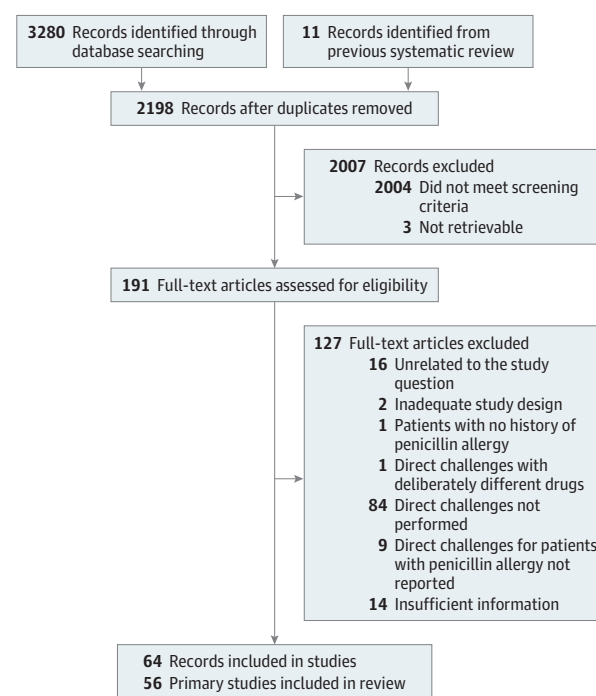 3280 Records identified through
database searching
11 Records identified from
previous systematic review
2198 Records after duplicates removed
2007 Records excluded
2004 Did not meet screening
criteria
3 Not retrievable
191 Full-text articles assessed for eligibility
127 Full-text articles excluded
16 Unrelated to the study
question
2 Inadequate study design
1 Patients with no history of
penicillin allergy
1 Direct challenges with
deliberately different drugs
84 Direct challenges not
performed
9 Direct challenges for patients
with penicillin allergy not
reported
14 Insufficient information
64 Records included in studies
56 Primary studies included in review